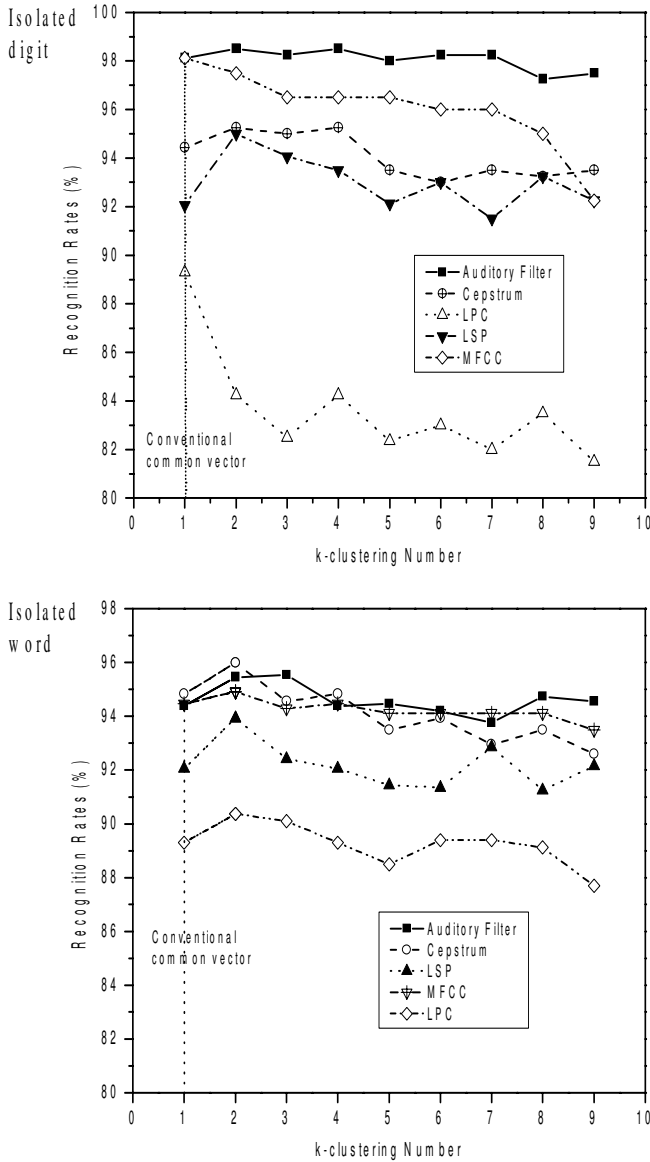 Isolated
digit
100
98
96
94
92
90
88
86
84
82
80
Recognition Rates (%)
Auditory Filter
Cepstrum
LPC
LSP
MFCC
Conventional
common vector
0 1 2 3 4 5 6 7 8 9 10
k-clustering Number
Isolated
word
98
96
94
92
90
88
86
84
82
80
Recognition Rates (%)
Conventional
common vector
Auditory Filter
Cepstrum
LSP
MFCC
LPC
0 1 2 3 4 5 6 7 8 9 10
k-clustering Number